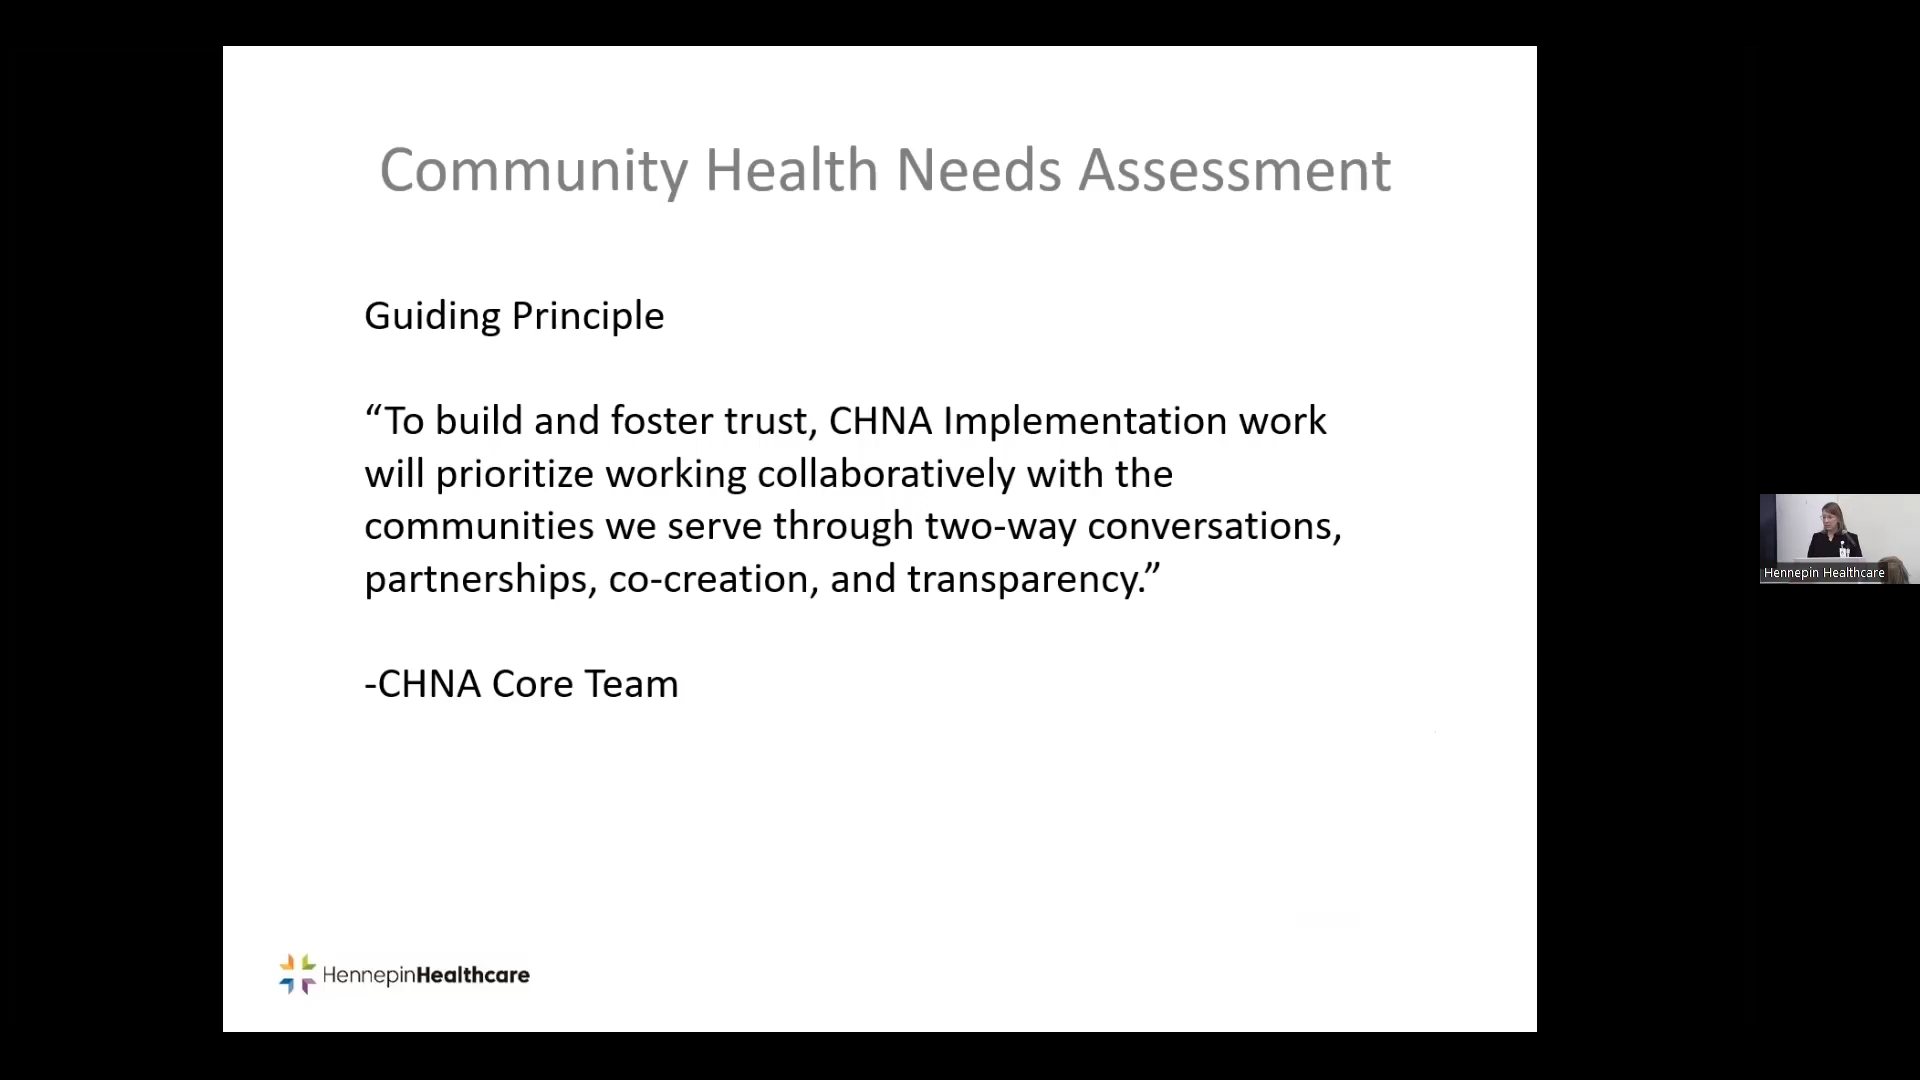 Community Health Needs Assessment
Guiding Principle
“To build and foster trust, CHNA Implementation work
will prioritize working collaboratively with the
communities we serve through two-way conversations,
partnerships, co-creation, and transparency.”
-CHNA Core Team
HennepinHealthcare
Hennepin Healthcare